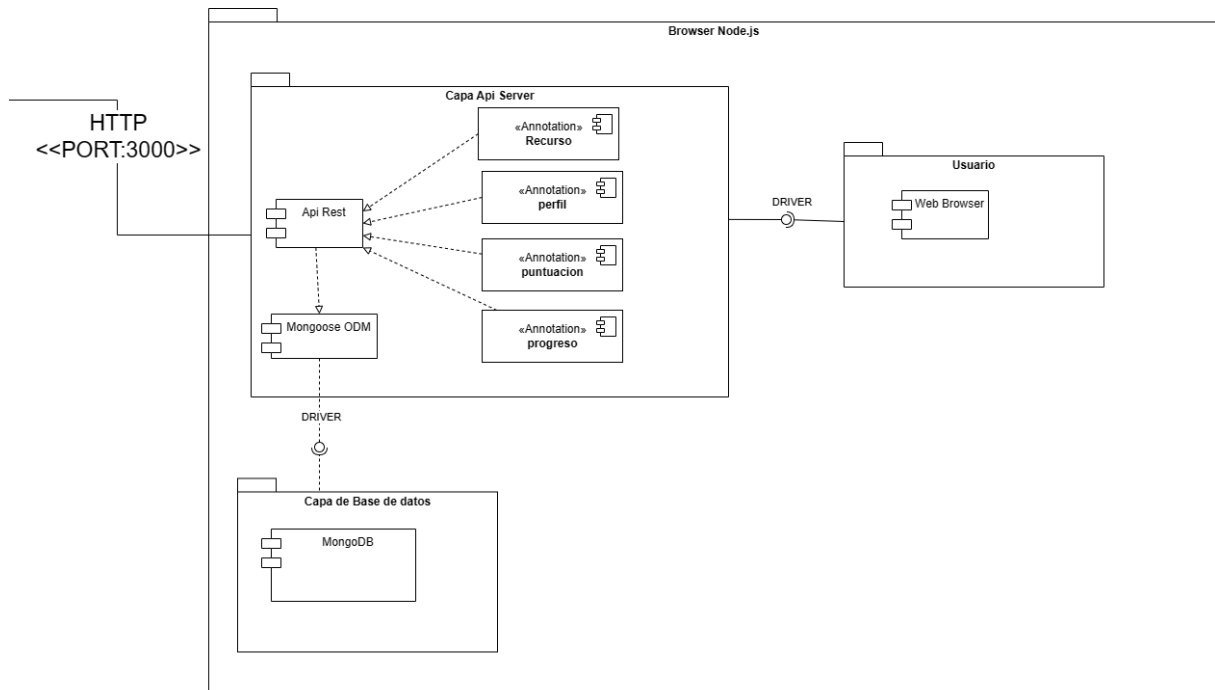 Browser Node.js
Capa Api Server
HTTP
<<PORT:3000>>
«Annotation»
Recurso
Usuario
«Annotation»
perfil
Api Rest
DRIVER
Web Browser
«Annotation»
puntuacion
Mongoose ODM
«Annotation»
progreso
DRIVER
Capa de Base de datos
MongoDB